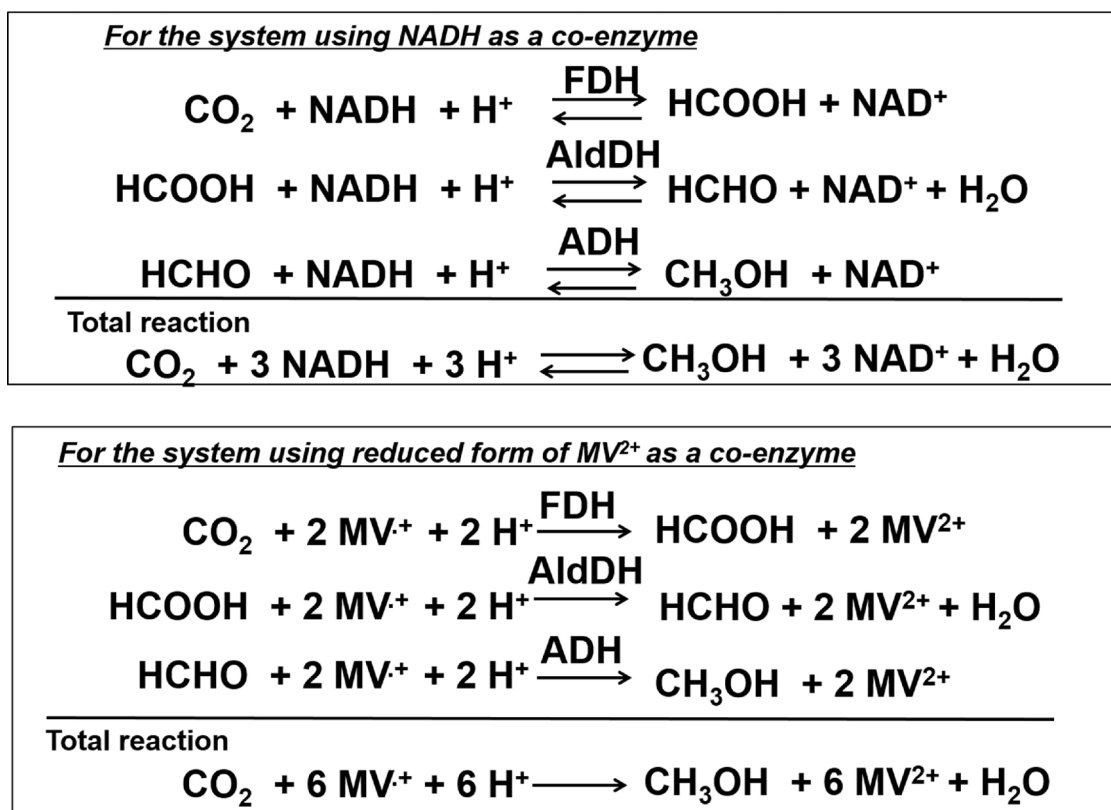 For the system using NADH as a co-enzyme
FDH
CO₂ + NADH + H⁺ ⇌ HCOOH + NAD⁺
AldDH
HCOOH + NADH + H⁺ ⇌ HCHO + NAD⁺ + H₂O
ADH
HCHO + NADH + H⁺ ⇌ CH₃OH + NAD⁺
Total reaction
CO₂ + 3 NADH + 3 H⁺ ⇌ CH₃OH + 3 NAD⁺ + H₂O
For the system using reduced form of MV²⁺ as a co-enzyme
FDH
CO₂ + 2 MV·⁺ + 2 H⁺ → HCOOH + 2 MV²⁺
AldDH
HCOOH + 2 MV·⁺ + 2 H⁺ → HCHO + 2 MV²⁺ + H₂O
ADH
HCHO + 2 MV·⁺ + 2 H⁺ → CH₃OH + 2 MV²⁺
Total reaction
CO₂ + 6 MV·⁺ + 6 H⁺ → CH₃OH + 6 MV²⁺ + H₂O